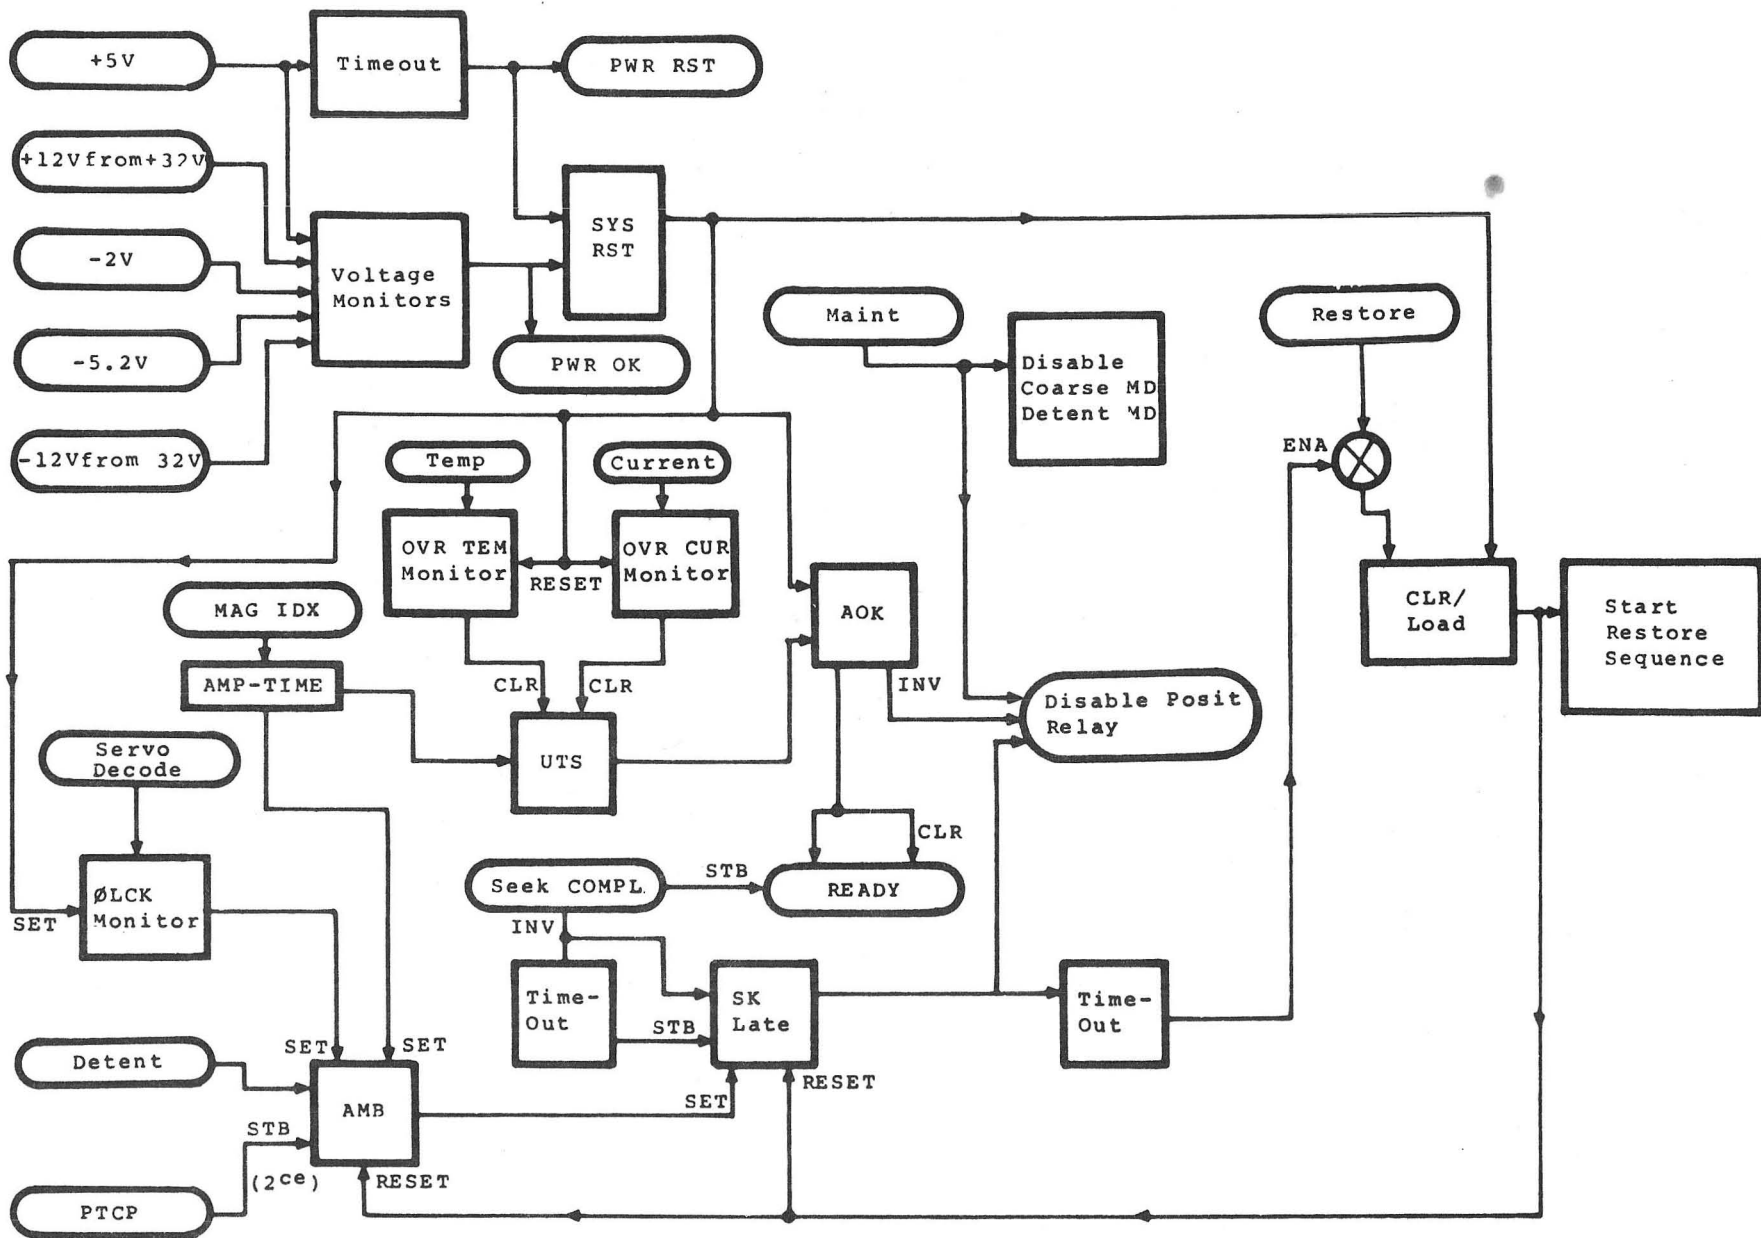 +5V
Timeout
PWR RST
+12Vfrom+32V
-2V
Voltage
Monitors
SYS
RST
-5.2V
PWR OK
-12Vfrom 32V
Maint
Disable
Coarse MD
Detent MD
Restore
ENA
Temp
Current
OVR TEM
Monitor
RESET
OVR CUR
Monitor
AOK
CLR/
Load
Start
Restore
Sequence
MAG IDX
AMP-TIME
CLR
CLR
INV
UTS
Disable Posit
Relay
Servo
Decode
CLR
ØLCK
Monitor
SET
Seek COMPL.
STB
READY
INV
Time-
Out
STB
SK
Late
Time-
Out
SET
SET
RESET
SET
Detent
AMB
STB
(2ce)
RESET
PTCP